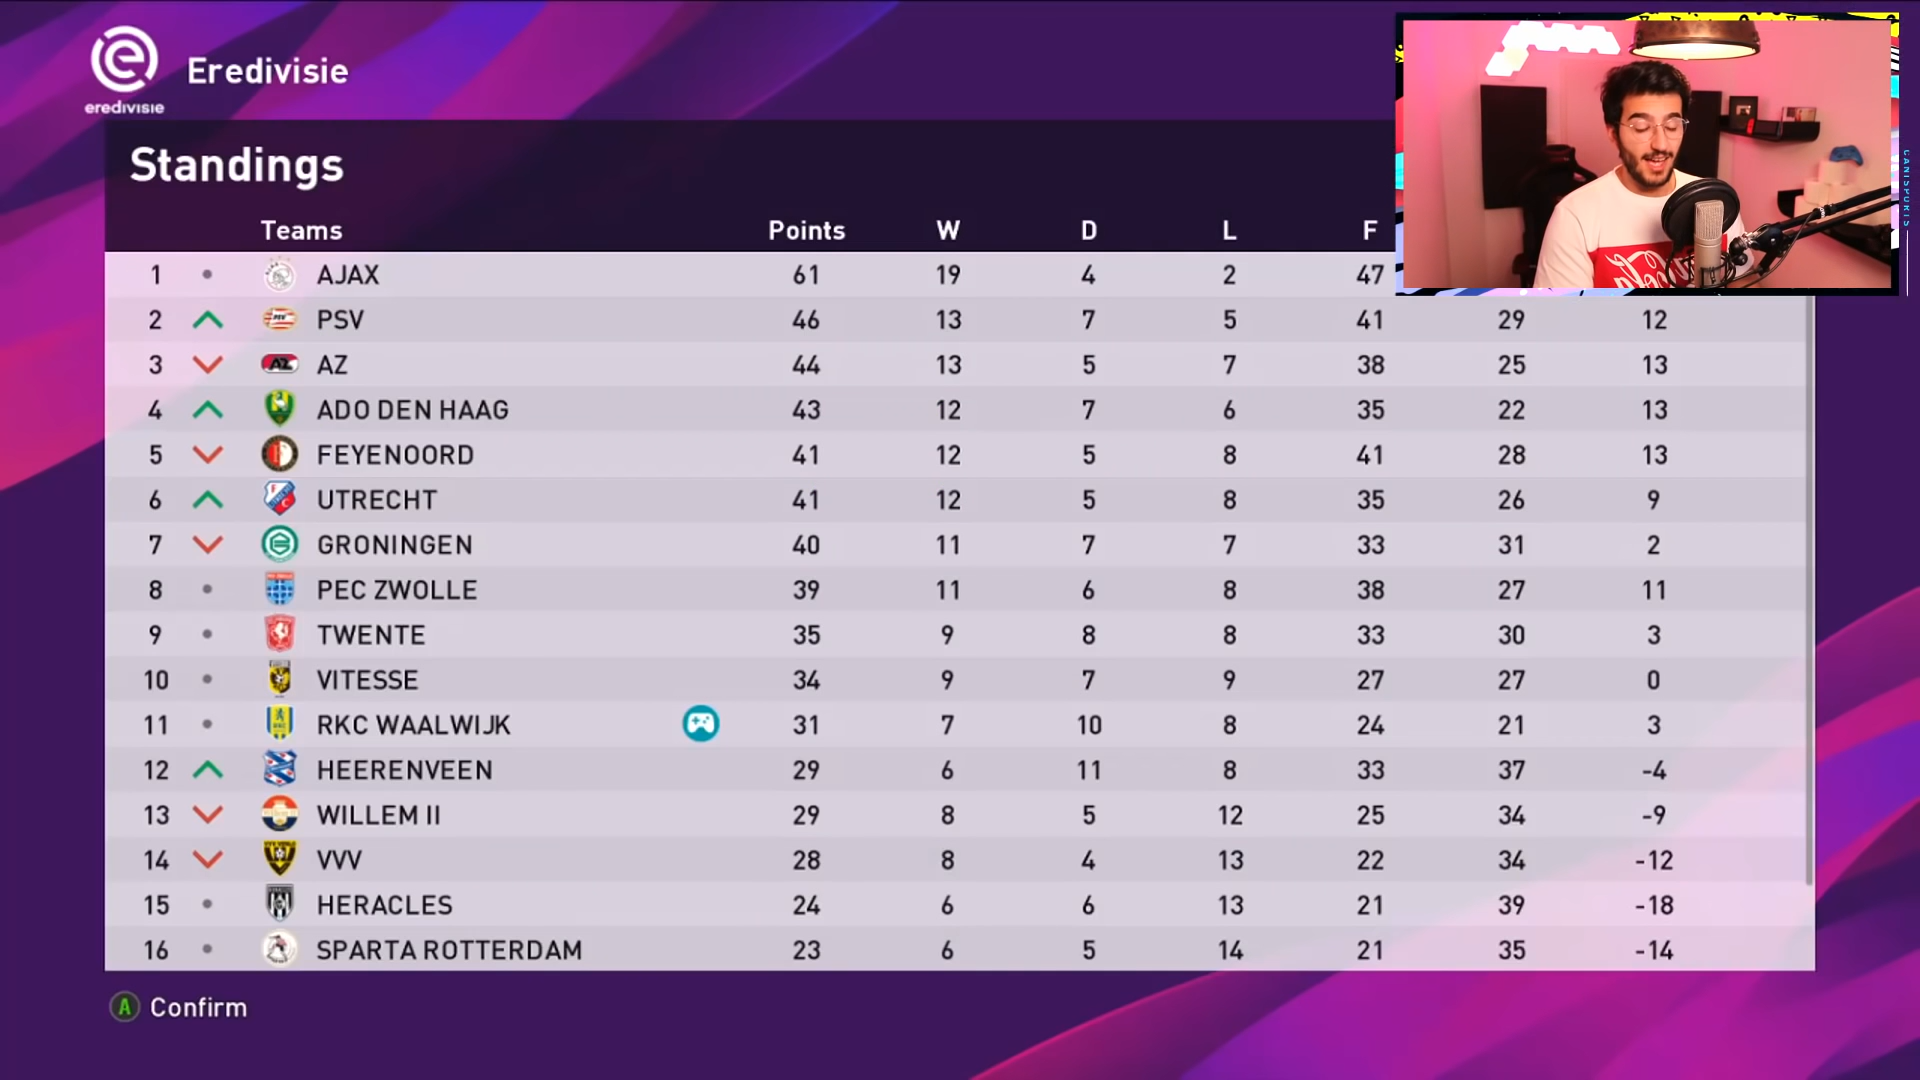 eredivisie
Eredivisie
Standings
Teams Points W D L F
1 AJAX 61 19 4 2 47
2 PSV 46 13 7 5 41 29 12
3 AZ 44 13 5 7 38 25 13
4 ADO DEN HAAG 43 12 7 6 35 22 13
5 FEYENOORD 41 12 5 8 41 28 13
6 UTRECHT 41 12 5 8 35 26 9
7 GRONINGEN 40 11 7 7 33 31 2
8 PEC ZWOLLE 39 11 6 8 38 27 11
9 TWENTE 35 9 8 8 33 30 3
10 VITESSE 34 9 7 9 27 27 0
11 RKC WAALWIJK 31 7 10 8 24 21 3
12 HEERENVEEN 29 6 11 8 33 37 -4
13 WILLEM II 29 8 5 12 25 34 -9
14 VVV 28 8 4 13 22 34 -12
15 HERACLES 24 6 6 13 21 39 -18
16 SPARTA ROTTERDAM 23 6 5 14 21 35 -14
A Confirm